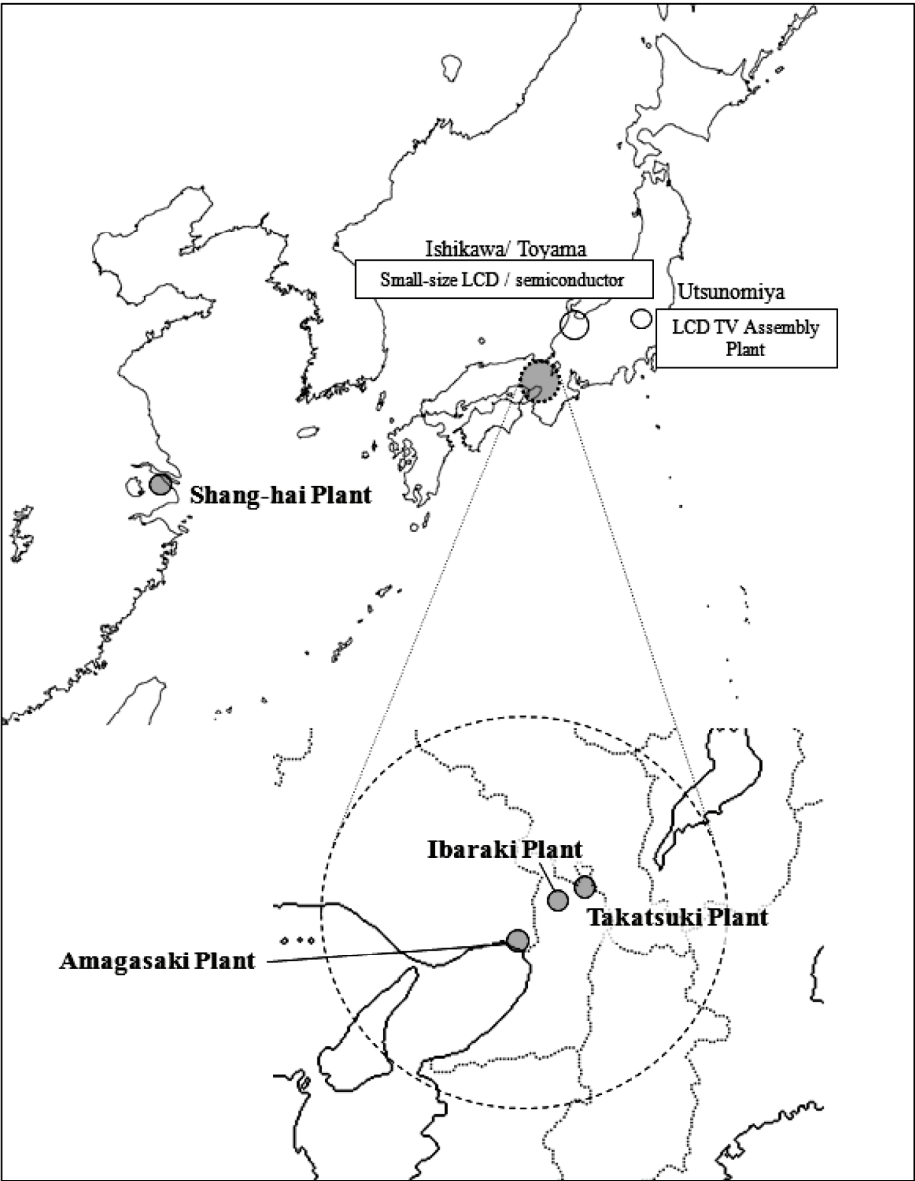 Ishikawa/ Toyama
Small-size LCD / semiconductor
Utsunomiya
LCD TV Assembly
Plant
Shang-hai Plant
Ibaraki Plant
Takatsuki Plant
Amagasaki Plant